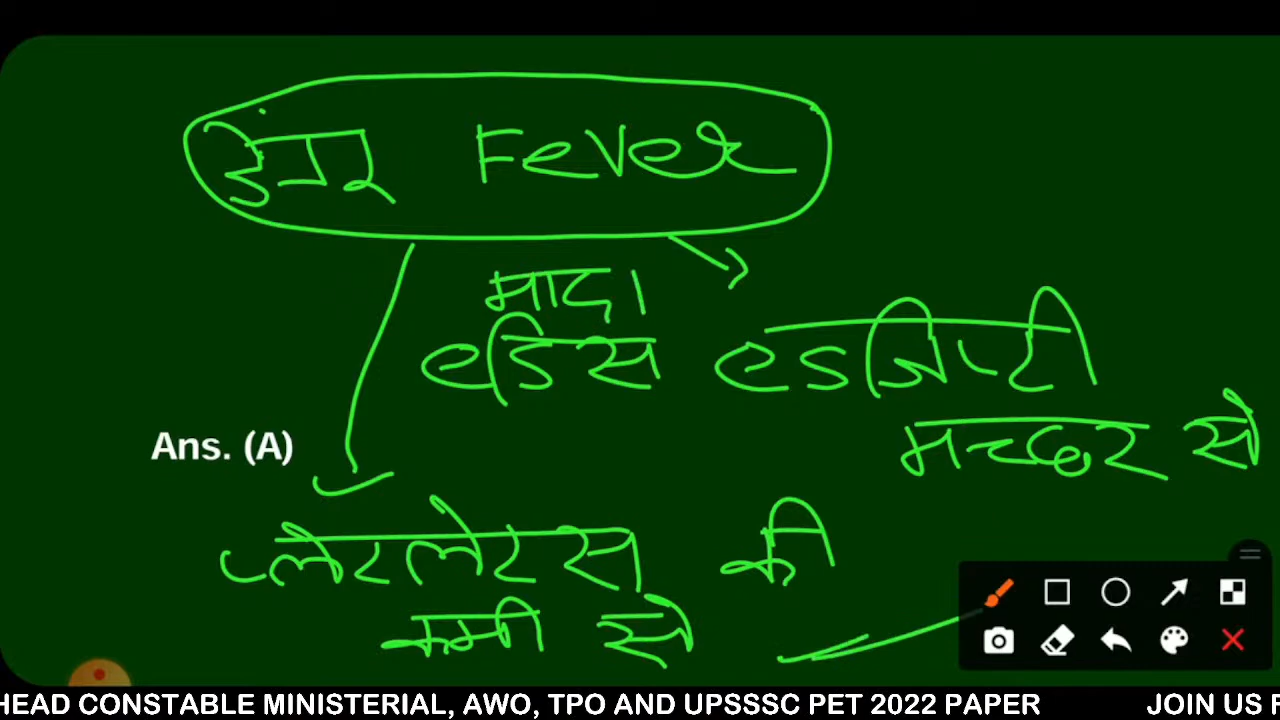 डेंगू Fever
मादा
एडिस एजिप्टी
मच्छर से
Ans. (A)
प्लेटलेट्स की
कमी से
HEAD CONSTABLE MINISTERIAL, AWO, TPO AND UPSSSC PET 2022 PAPER JOIN US F